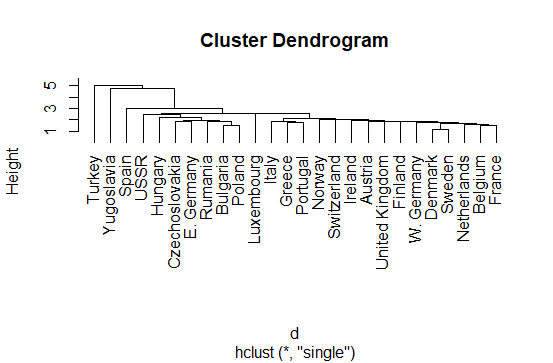 Cluster Dendrogram
Height
5
3
1
Turkey
Yugoslavia
Spain
USSR
Hungary
Czechoslovakia
E. Germany
Rumania
Bulgaria
Poland
Luxembourg
Italy
Greece
Portugal
Norway
Switzerland
Ireland
Austria
United Kingdom
Finland
W. Germany
Denmark
Sweden
Netherlands
Belgium
France
d
hclust (*, "single")